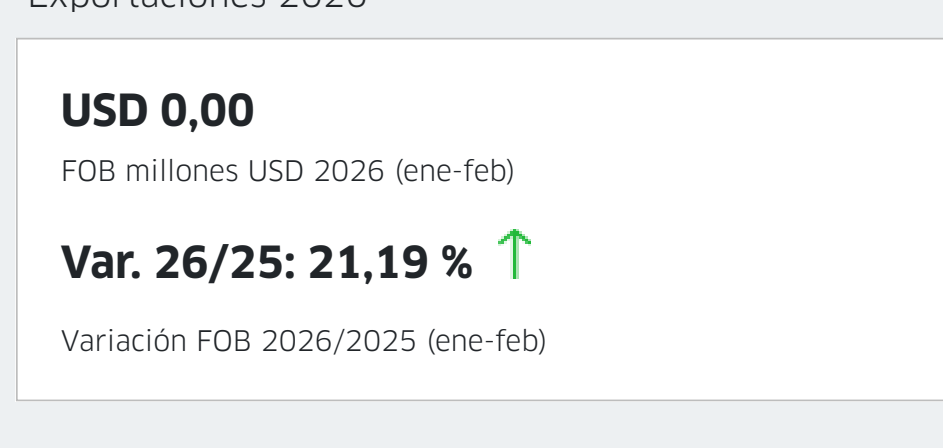 Exportaciones 2026
USD 0,00
FOB millones USD 2026 (ene-feb)
Var. 26/25: 21,19 %
Variación FOB 2026/2025 (ene-feb)